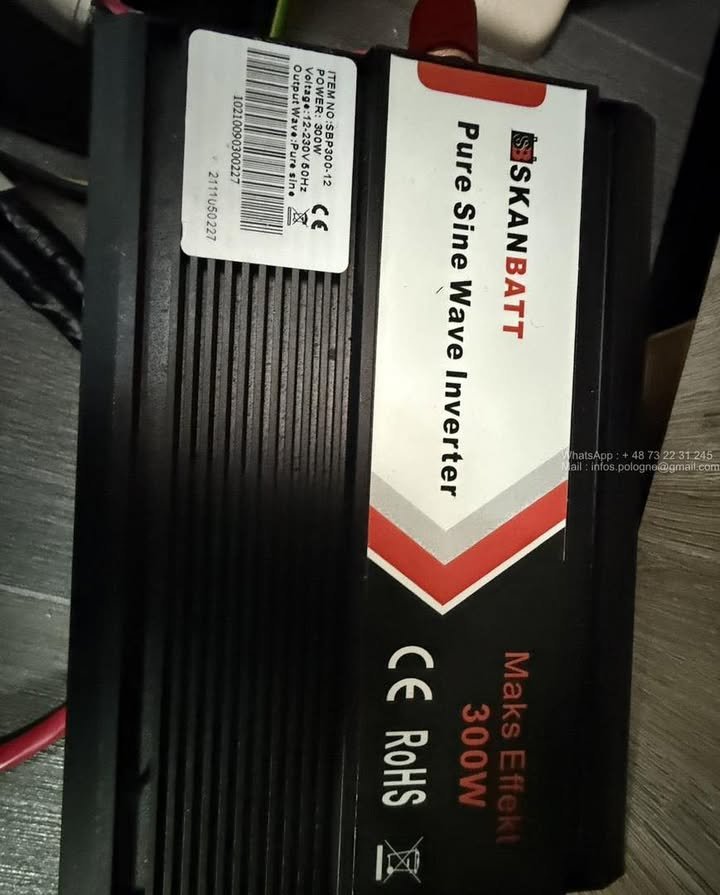 ITEM NO:SBP300-12
POWER: 300W
Voltage:12-230V 50Hz
Output Wave:Pure sine
CE
10210090300227
2111050227
SKANBATT
Pure Sine Wave Inverter
Maks Effekt
300W
CE RoHS
WhatsApp : + 48 73 22 31 245
Mail : infos.pologne@gmail.com